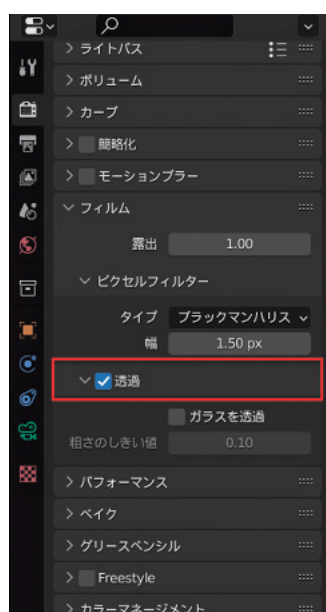 ライトパス
ボリューム
カーブ
簡略化
モーションブラー
フィルム
露出 1.00
ピクセルフィルター
タイプ ブラックマンハリス
幅 1.50 px
透過
ガラスを透過
粗さのしきい値 0.10
パフォーマンス
ベイク
グリースペンシル
Freestyle
カラーマネージメント